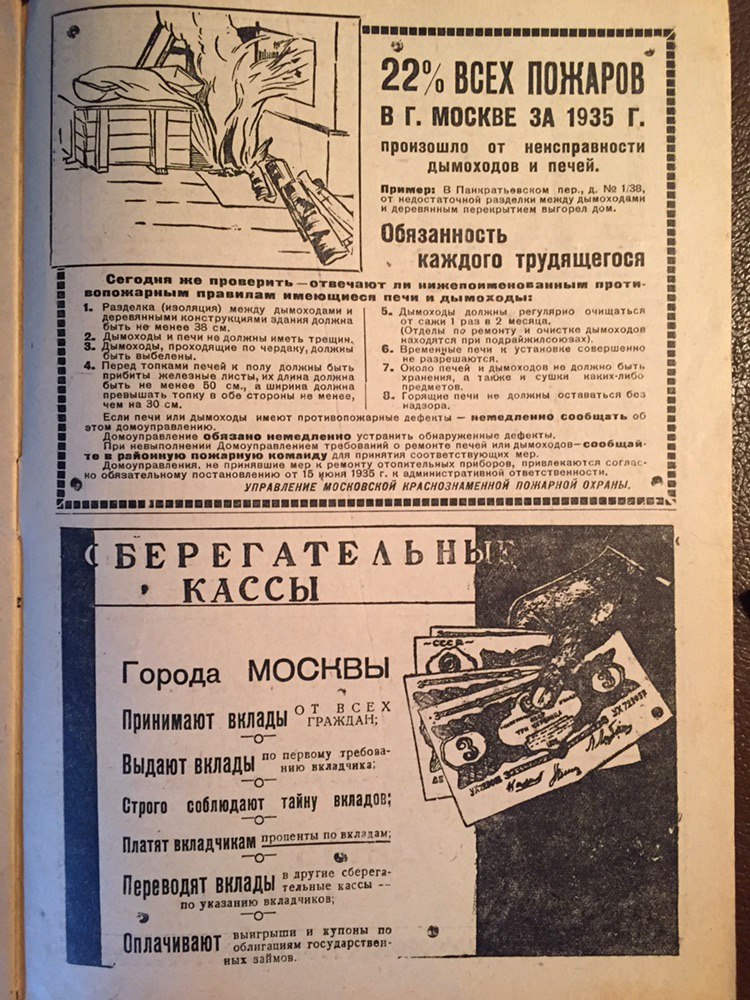 22% ВСЕХ ПОЖАРОВ
В Г. МОСКВЕ ЗА 1935 Г.
произошло от неисправности
дымоходов и печей.
Пример: В Панкратьевском пер., д. № 1/38,
от недостаточной разделки между дымоходами
и деревянным перекрытием выгорел дом.
Обязанность
каждого трудящегося
Сегодня же проверить—отвечают ли нижепоименованным проти-
вопожарным правилам имеющиеся печи и дымоходы:
1. Разделка (изоляция) между дымоходами и
деревянными конструкциями здания должна
быть не менее 38 см.
2. Дымоходы и печи не должны иметь трещин.
3. Дымоходы, проходящие по чердаку, должны
быть выбелены.
4. Перед топками печей к полу должны быть
прибиты железные листы, их длина должна
быть не менее 50 см., а ширина должна
превышать топку в обе стороны не менее,
чем на 30 см.
5. Дымоходы должны регулярно очищаться
от сажи 1 раз в 2 месяца.
(Отделы по ремонту и очистке дымоходов
находятся при подрайжилсоюзах).
6. Временные печи к установке совершенно
не разрешаются.
7. Около печей и дымоходов не должно быть
хранения, а также и сушки каких-либо
предметов.
8. Горящие печи не должны оставаться без
надзора.
Если печи или дымоходы имеют противопожарные дефекты — немедленно сообщать об
этом домоуправлению.
Домоуправление обязано немедленно устранить обнаруженные дефекты.
При невыполнении Домоуправлением требований о ремонте печей или дымоходов—сообщай-
те в районную пожарную команду для принятия соответствующих мер.
Домоуправления, не принявшие мер к ремонту отопительных приборов, привлекаются соглас-
но обязательному постановлению от 15 июня 1935 г. к административной ответственности.
УПРАВЛЕНИЕ МОСКОВСКОЙ КРАСНОЗНАМЕННОЙ ПОЖАРНОЙ ОХРАНЫ.
СБЕРЕГАТЕЛЬНЫЕ
КАССЫ
Города МОСКВЫ
Принимают вклады ОТ ВСЕХ
ГРАЖДАН;
Выдают вклады по первому требова-
нию вкладчика;
Строго соблюдают тайну вкладов;
Платят вкладчикам проценты по вкладам;
Переводят вклады в другие сберега-
тельные кассы —
по указанию вкладчиков;
Оплачивают выигрыши и купоны по
облигациям государствен-
ных займов.
СССР
3
3
ТРИ ЧЕРВОНЦА